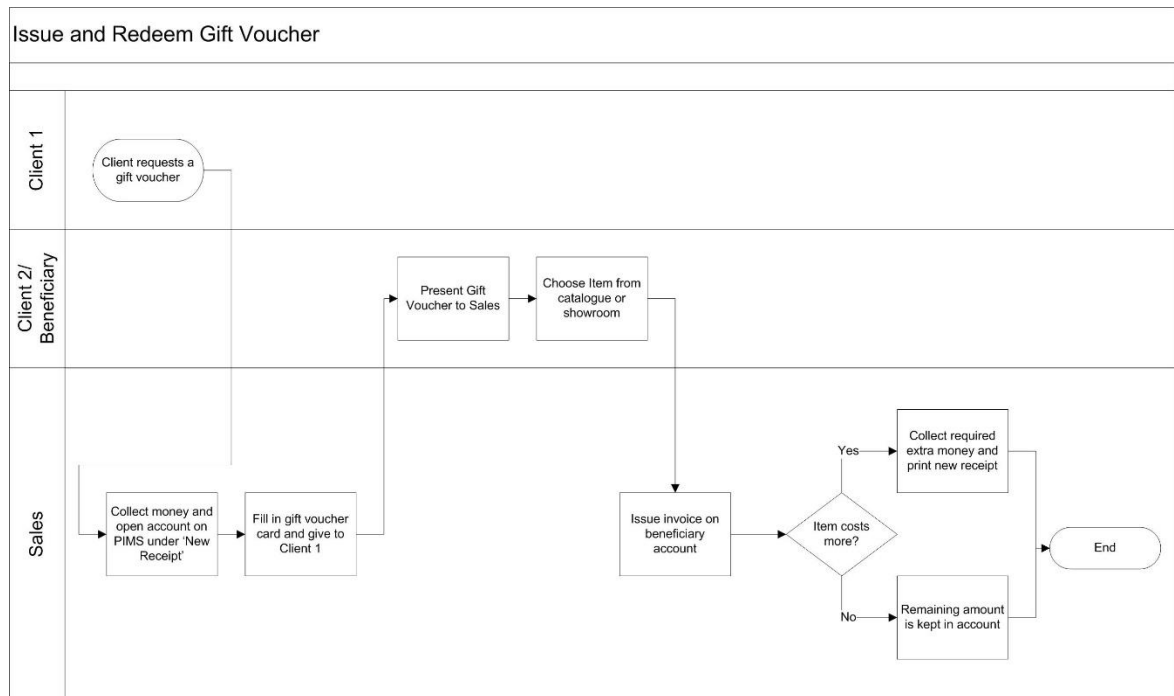 Issue and Redeem Gift Voucher
Client 1
Client requests a
gift voucher
Client 2/
Beneficiary
Present Gift
Voucher to Sales
Choose Item from
catalogue or
showroom
Sales
Collect money and
open account on
PIMS under ‘New
Receipt’
Fill in gift voucher
card and give to
Client 1
Issue invoice on
beneficiary
account
Item costs
more?
Yes
Collect required
extra money and
print new receipt
No
Remaining amount
is kept in account
End